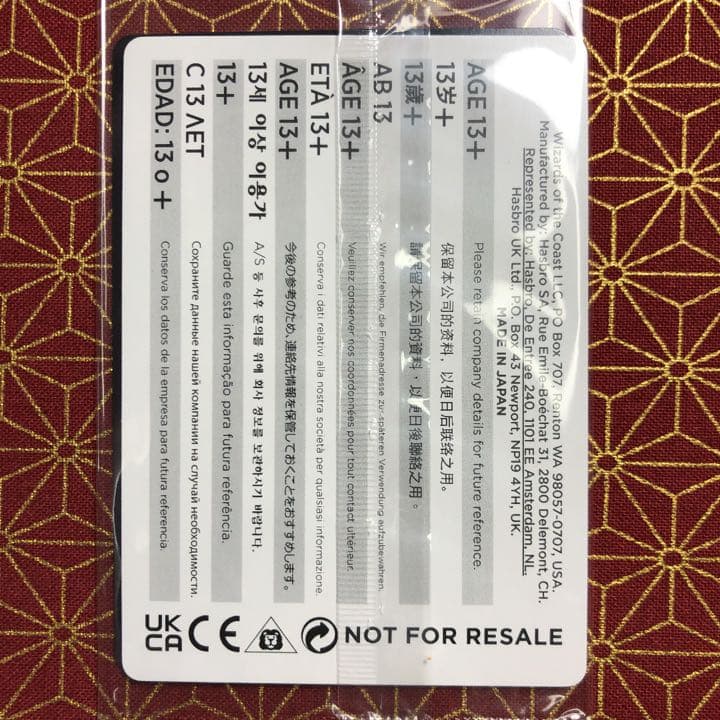 Wizards of the Coast LLC, PO Box 707, Renton WA 98057-0707, USA.
Manufactured by: Hasbro SA, Rue Emile-Boéchat 31, 2800 Delemont, CH.
Represented by: Hasbro, De Entree 240, 1101 EE Amsterdam, NL.
Hasbro UK Ltd., P.O. Box 43 Newport, NP19 4YH, UK.
MADE IN JAPAN
AGE 13+ Please retain company details for future reference.
13岁+ 保留本公司的资料，以便日后联络之用。
13歲+ 請保留本公司的資料，以便日後聯絡之用。
AB 13 Wir empfehlen, die Firmenadresse zur späteren Verwendung aufzubewahren.
ÂGE 13+ Veuillez conserver nos coordonnées pour tout contact ultérieur.
ETÀ 13+ Conserva i dati relativi alla nostra società per qualsiasi informazione.
AGE 13+ 今後の参考のため、連絡先情報を保管しておくことをおすすめします。
13세 이상 이용가 A/S 등 사후 문의를 위해 회사 정보를 보관하시기 바랍니다.
13+ Guarde esta informação para futura referência.
С 13 ЛЕТ Сохраните данные нашей компании на случай необходимости.
EDAD: 13 o + Conserva los datos de la empresa para futura referencia.
UK CA CE NOT FOR RESALE